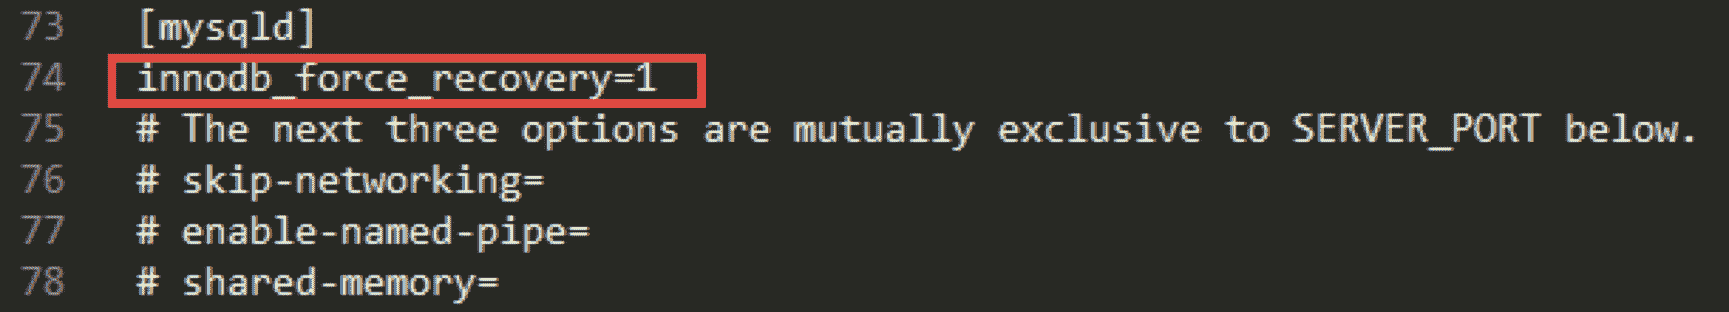 73 [mysqld]
74 innodb_force_recovery=1
75 # The next three options are mutually exclusive to SERVER_PORT below.
76 # skip-networking=
77 # enable-named-pipe=
78 # shared-memory=